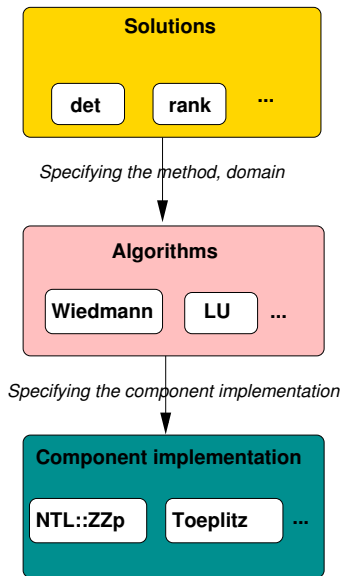 Solutions
det rank ...
Specifying the method, domain
Algorithms
Wiedmann LU ...
Specifying the component implementation
Component implementation
NTL::ZZp Toeplitz ...